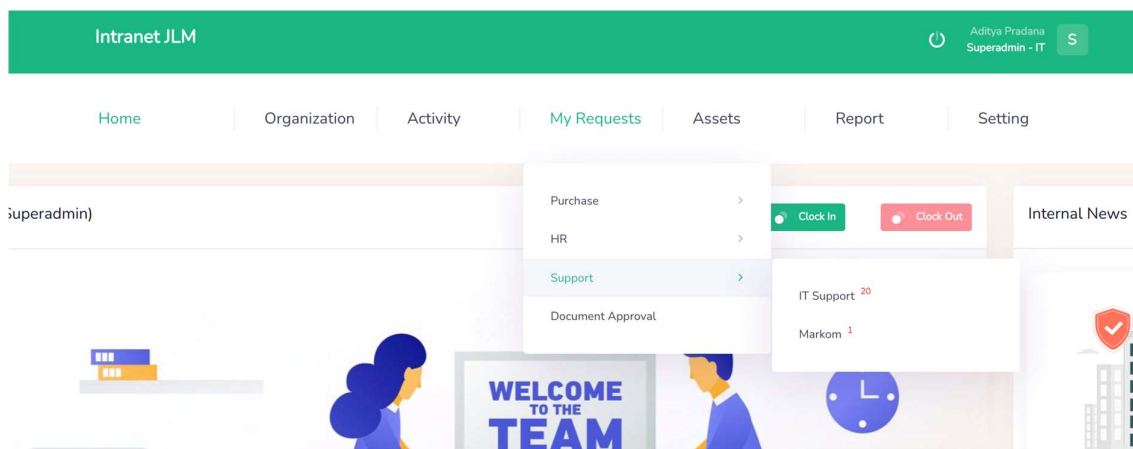 Intranet JLM
Aditya Pradana
Superadmin - IT
S
Home
Organization
Activity
My Requests
Assets
Report
Setting
Superadmin)
Purchase
HR
Support
Document Approval
Clock In
Clock Out
Internal News
IT Support 20
Markom 1
WELCOME
TO THE
TEAM